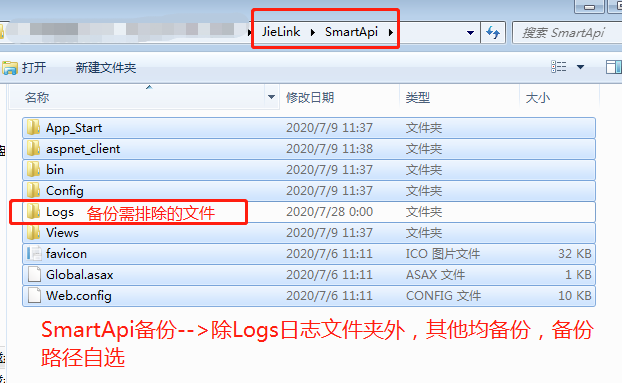 JieLink ▸ SmartApi ▸
搜索 SmartApi
打开 新建文件夹
名称 修改日期 类型 大小
App_Start 2020/7/9 11:37 文件夹
aspnet_client 2020/7/9 11:38 文件夹
bin 2020/7/9 11:37 文件夹
Config 2020/7/9 11:37 文件夹
Logs 备份需排除的文件 2020/7/28 0:00 文件夹
Views 2020/7/9 11:37 文件夹
favicon 2020/7/6 11:11 ICO 图片文件 32 KB
Global.asax 2020/7/6 11:11 ASAX 文件 1 KB
Web.config 2020/7/6 11:11 CONFIG 文件 10 KB
SmartApi备份-->除Logs日志文件夹外，其他均备份，备份
路径自选